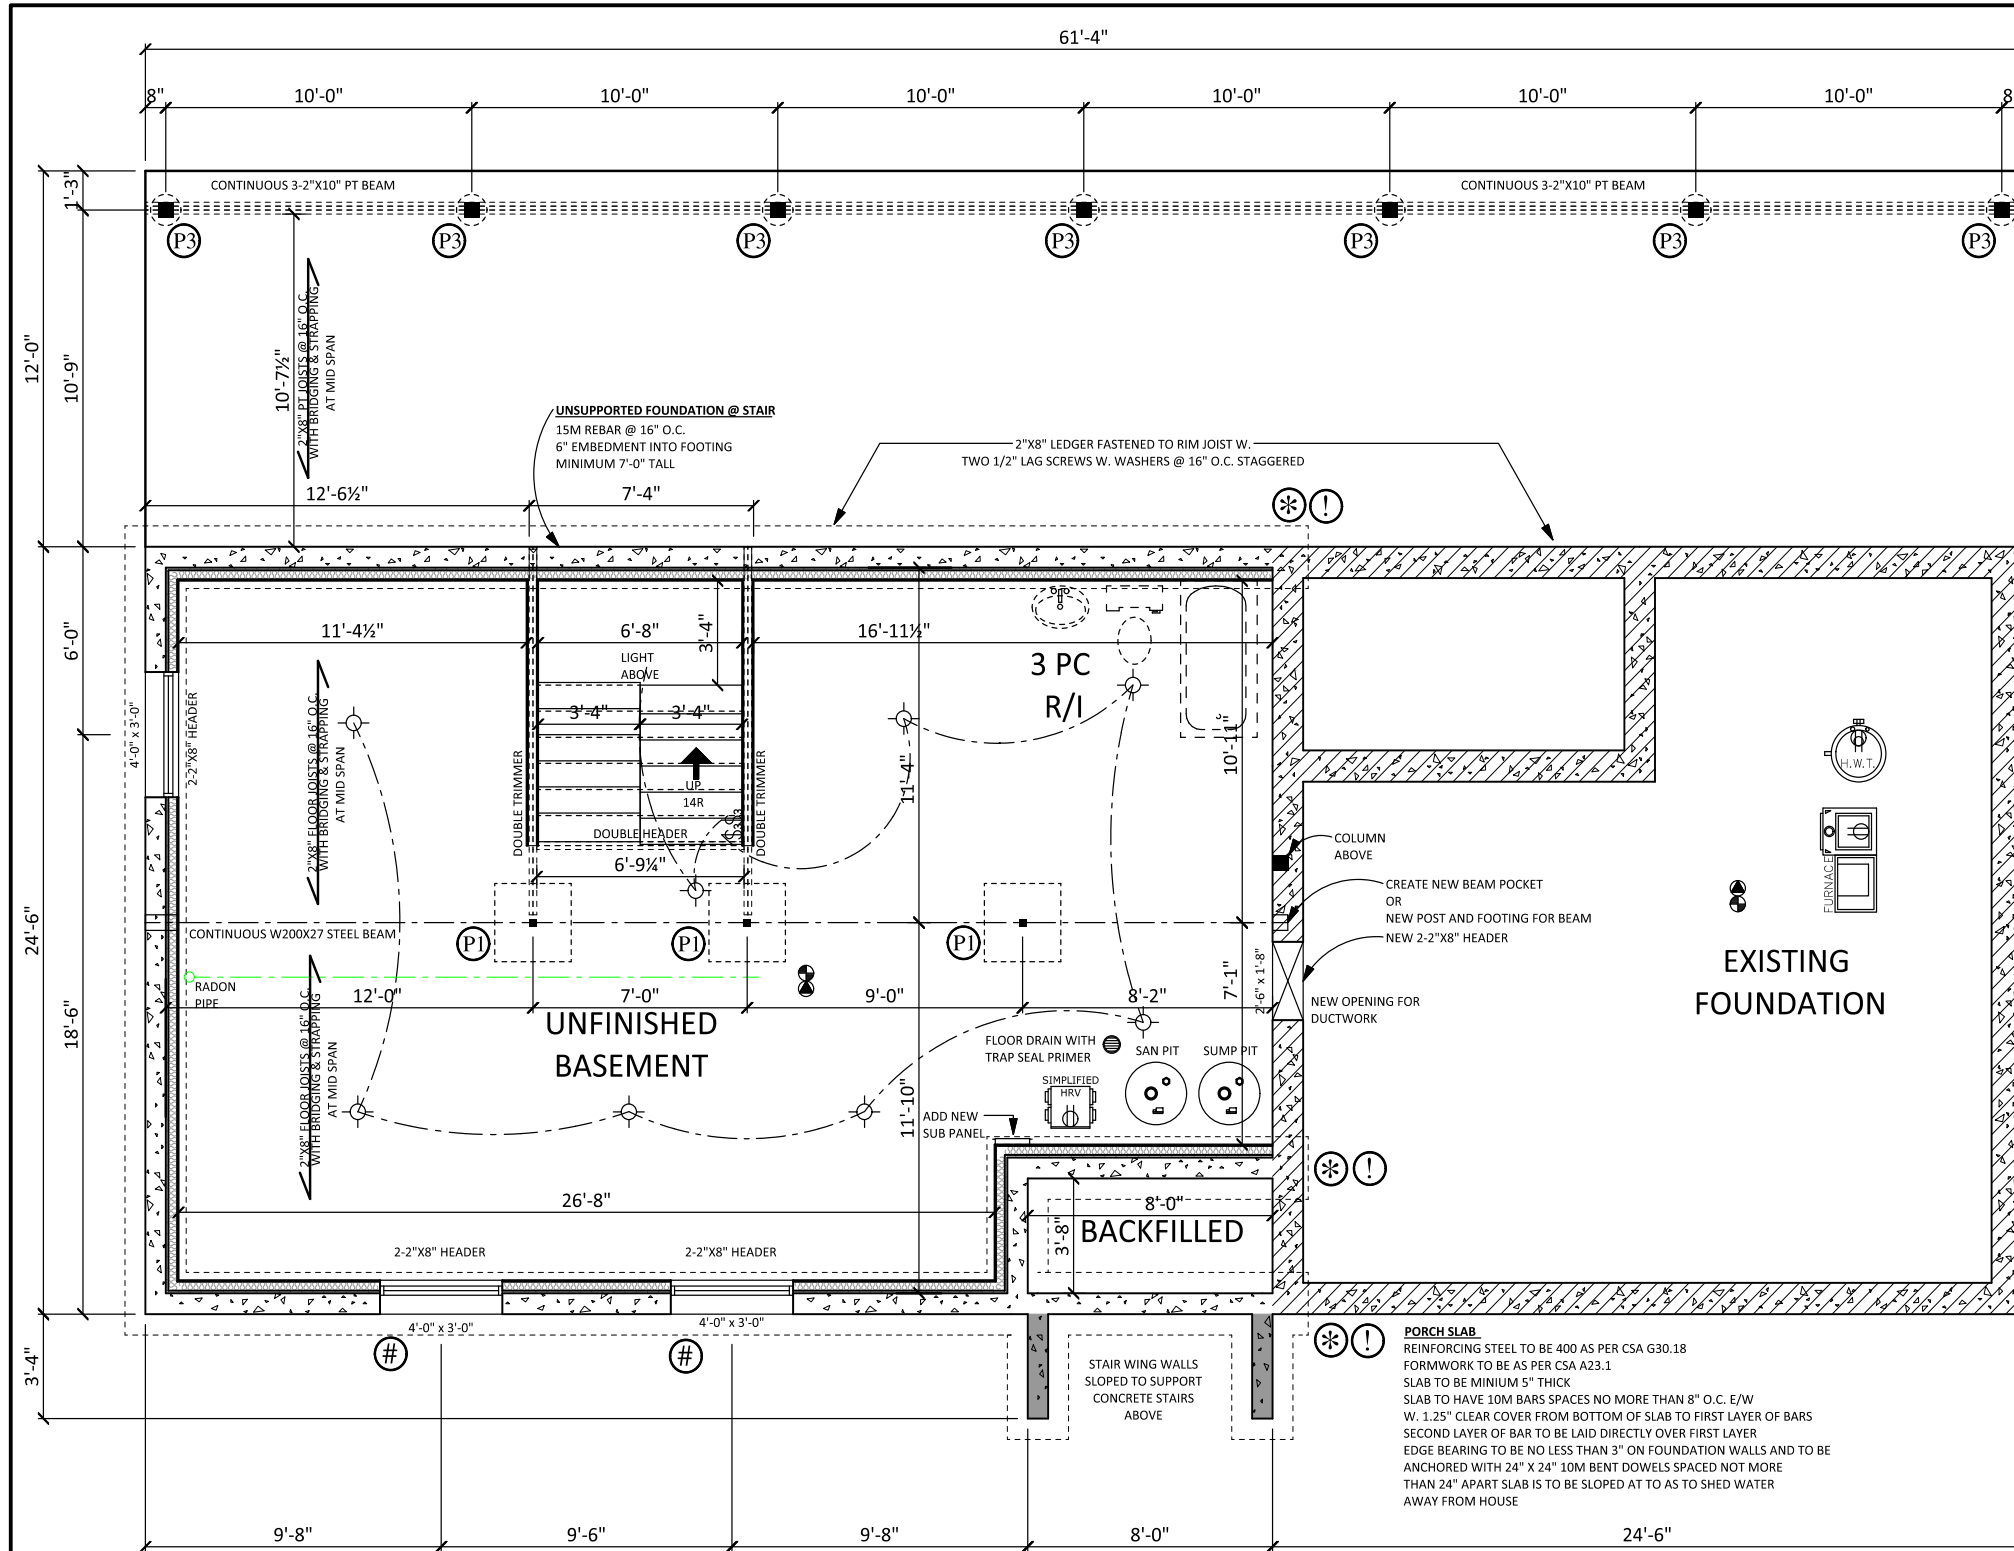 61'-4"
8"
10'-0"
10'-0"
10'-0"
10'-0"
10'-0"
10'-0"
8
1'-3"
CONTINUOUS 3-2"X10" PT BEAM
CONTINUOUS 3-2"X10" PT BEAM
P3
P3
P3
P3
P3
P3
P3
12'-0"
10'-9"
10'-7½"
2"X8" PT JOISTS @ 16" O.C.
WITH BRIDGING & STRAPPING
AT MID SPAN
UNSUPPORTED FOUNDATION @ STAIR
15M REBAR @ 16" O.C.
6" EMBEDMENT INTO FOOTING
MINIMUM 7'-0" TALL
2"X8" LEDGER FASTENED TO RIM JOIST W.
TWO 1/2" LAG SCREWS W. WASHERS @ 16" O.C. STAGGERED
12'-6½"
7'-4"
* !
6'-0"
24'-6"
18'-6"
3'-4"
11'-4½"
6'-8"
3'-4"
16'-11½"
LIGHT
ABOVE
3'-4"
3'-4"
UP
14R
DOUBLE HEADER
6'-9¼"
DOUBLE TRIMMER
DOUBLE TRIMMER
3 PC
R/I
11'-4"
10'-11"
4'-0" x 3'-0"
2-2"X8" HEADER
2"X8" FLOOR JOISTS @ 16" O.C.
WITH BRIDGING & STRAPPING
AT MID SPAN
H.W.T.
FURNACE
COLUMN
ABOVE
CREATE NEW BEAM POCKET
OR
NEW POST AND FOOTING FOR BEAM
NEW 2-2"X8" HEADER
CONTINUOUS W200X27 STEEL BEAM
P1
P1
P1
RADON
PIPE
12'-0"
7'-0"
9'-0"
8'-2"
7'-1"
2'-6" x 1'-8"
NEW OPENING FOR
DUCTWORK
EXISTING
FOUNDATION
UNFINISHED
BASEMENT
2"X8" FLOOR JOISTS @ 16" O.C.
WITH BRIDGING & STRAPPING
AT MID SPAN
FLOOR DRAIN WITH
TRAP SEAL PRIMER
SAN PIT
SUMP PIT
SIMPLIFIED
HRV
11'-10"
ADD NEW
SUB PANEL
* !
26'-8"
8'-0"
3'-8"
BACKFILLED
2-2"X8" HEADER
2-2"X8" HEADER
4'-0" x 3'-0"
4'-0" x 3'-0"
#
#
* !
STAIR WING WALLS
SLOPED TO SUPPORT
CONCRETE STAIRS
ABOVE
PORCH SLAB
REINFORCING STEEL TO BE 400 AS PER CSA G30.18
FORMWORK TO BE AS PER CSA A23.1
SLAB TO BE MINIUM 5" THICK
SLAB TO HAVE 10M BARS SPACES NO MORE THAN 8" O.C. E/W
W. 1.25" CLEAR COVER FROM BOTTOM OF SLAB TO FIRST LAYER OF BARS
SECOND LAYER OF BAR TO BE LAID DIRECTLY OVER FIRST LAYER
EDGE BEARING TO BE NO LESS THAN 3" ON FOUNDATION WALLS AND TO BE
ANCHORED WITH 24" X 24" 10M BENT DOWELS SPACED NOT MORE
THAN 24" APART SLAB IS TO BE SLOPED AT TO AS TO SHED WATER
AWAY FROM HOUSE
9'-8"
9'-6"
9'-8"
8'-0"
24'-6"